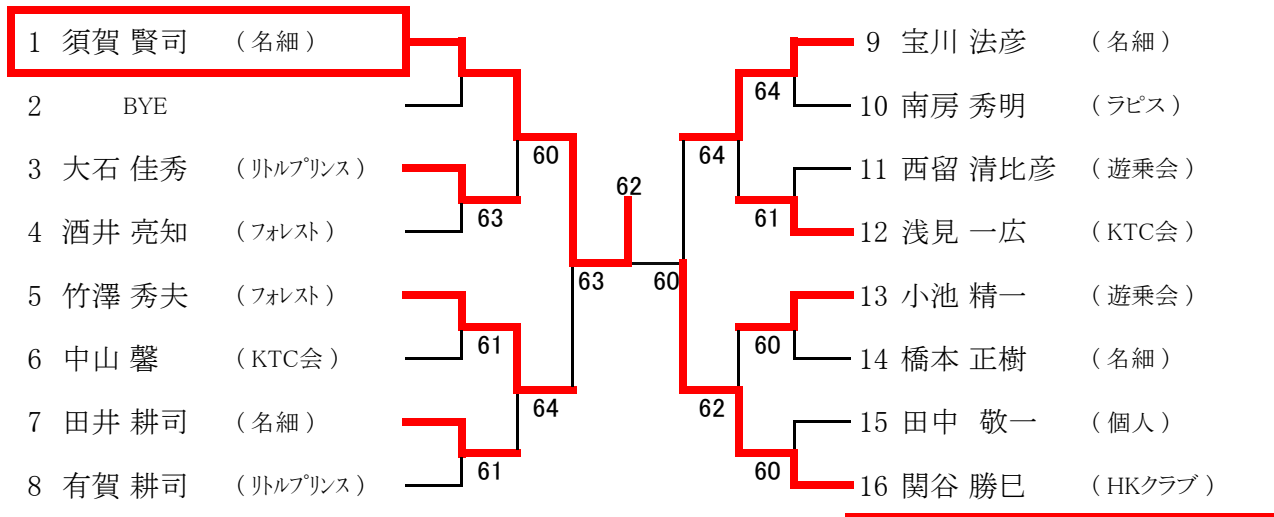 1 須賀 賢司 （名細）
2 BYE
3 大石 佳秀 （ﾘﾄﾙﾌﾟﾘﾝｽ）
4 酒井 亮知 （ﾌｫﾚｽﾄ）
5 竹澤 秀夫 （ﾌｫﾚｽﾄ）
6 中山 馨 （KTC会）
7 田井 耕司 （名細）
8 有賀 耕司 （ﾘﾄﾙﾌﾟﾘﾝｽ）
60
63
61
64
61
63
62
60
64
64
61
60
62
60
9 宝川 法彦 （名細）
10 南房 秀明 （ラピス）
11 西留 清比彦 （遊乗会）
12 浅見 一広 （KTC会）
13 小池 精一 （遊乗会）
14 橋本 正樹 （名細）
15 田中 敬一 （個人）
16 関谷 勝巳 （HKクラブ）